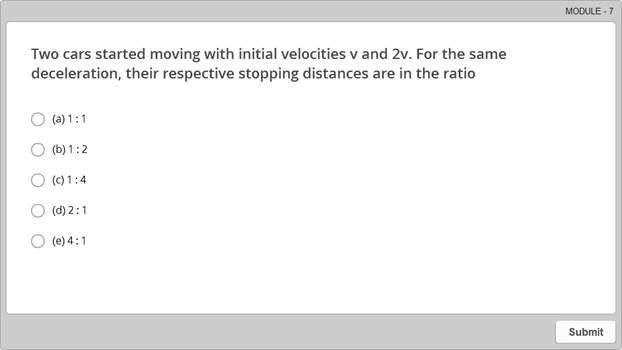 MODULE - 7
Two cars started moving with initial velocities v and 2v. For the same
deceleration, their respective stopping distances are in the ratio
(a) 1 : 1
(b) 1 : 2
(c) 1 : 4
(d) 2 : 1
(e) 4 : 1
Submit